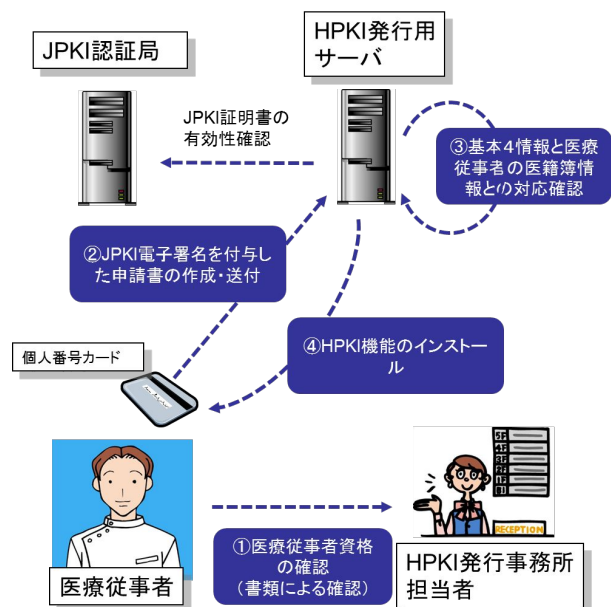 JPKI認証局
HPKI発行用
サーバ
JPKI証明書の
有効性確認
③基本4情報と医療
従事者の医籍簿情
報との対応確認
②JPKI電子署名を付与し
た申請書の作成・送付
④HPKI機能のインストー
ル
個人番号カード
5F
4F
3F
2F
1F
B1
RECEPTION
①医療従事者資格
の確認
(書類による確認)
医療従事者
HPKI発行事務所
担当者